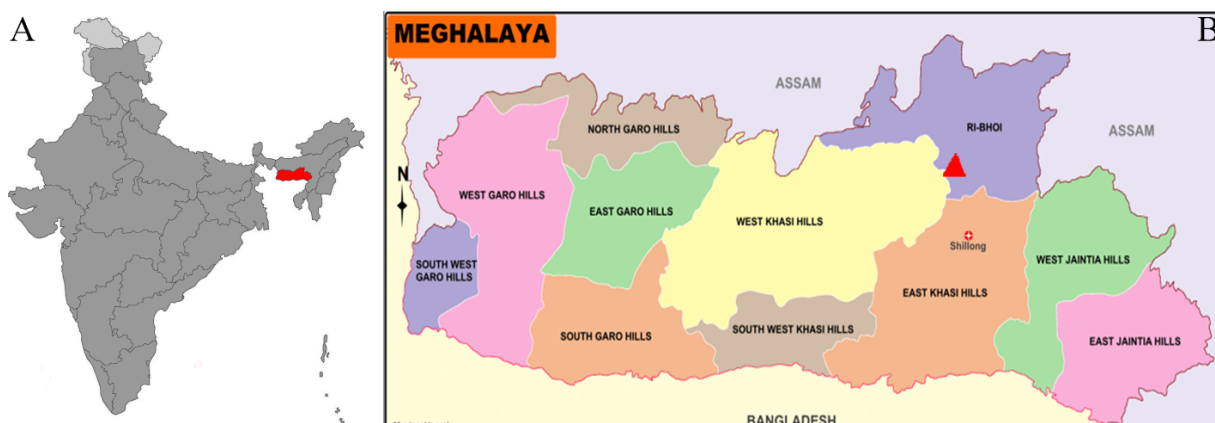 A
MEGHALAYA
B
ASSAM
NORTH GARO HILLS
RI-BHOI
ASSAM
N
WEST GARO HILLS
EAST GARO HILLS
WEST KHASI HILLS
Shillong
SOUTH WEST
GARO HILLS
WEST JAINTIA HILLS
EAST KHASI HILLS
SOUTH GARO HILLS
SOUTH WEST KHASI HILLS
EAST JAINTIA HILLS
BANGLADESH